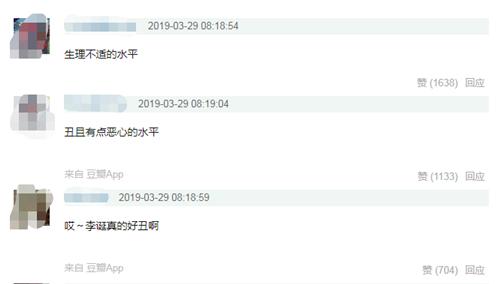 2019-03-29 08:18:54
生理不适的水平
赞 (1638) 回应
2019-03-29 08:19:04
丑且有点恶心的水平
来自 豆瓣App
赞 (1133) 回应
2019-03-29 08:18:59
哎~李诞真的好丑啊
来自 豆瓣App
赞 (704) 回应